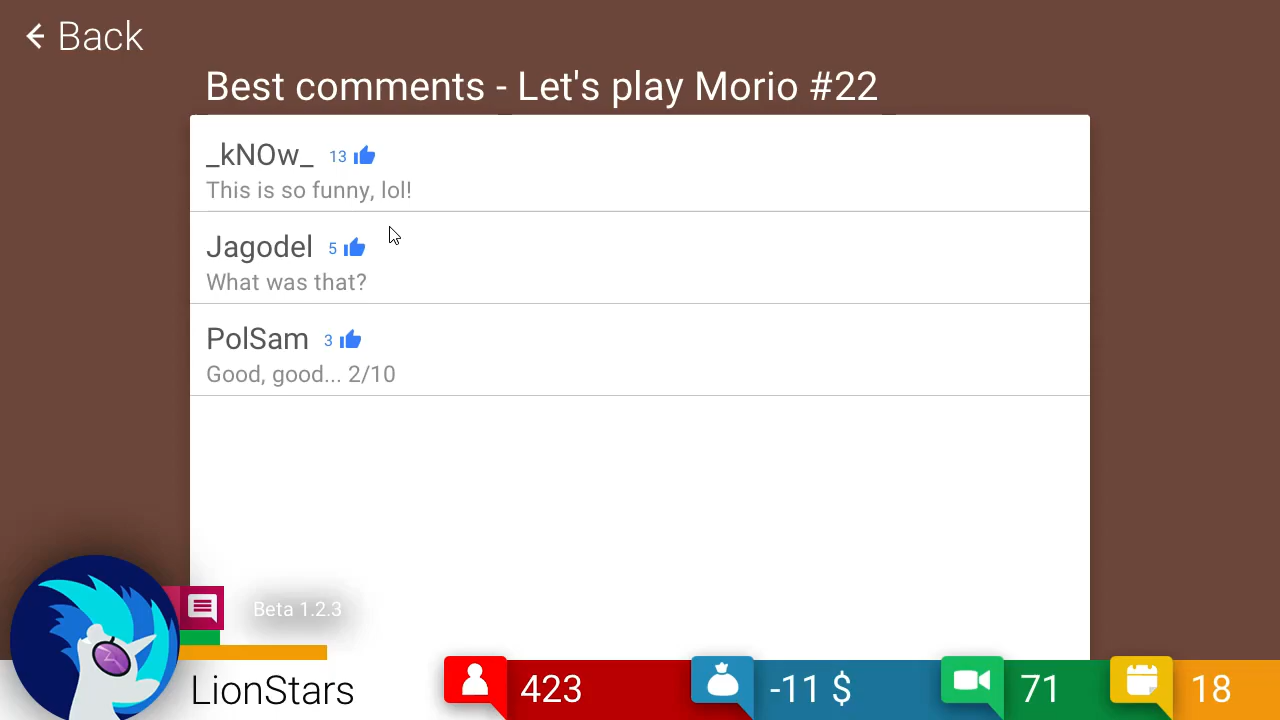 Back
Best comments - Let's play Morio #22
_kNOw_ 13
This is so funny, lol!
Jagodel 5
What was that?
PolSam 3
Good, good... 2/10
Beta 1.2.3
LionStars 423 -11 $ 71 18